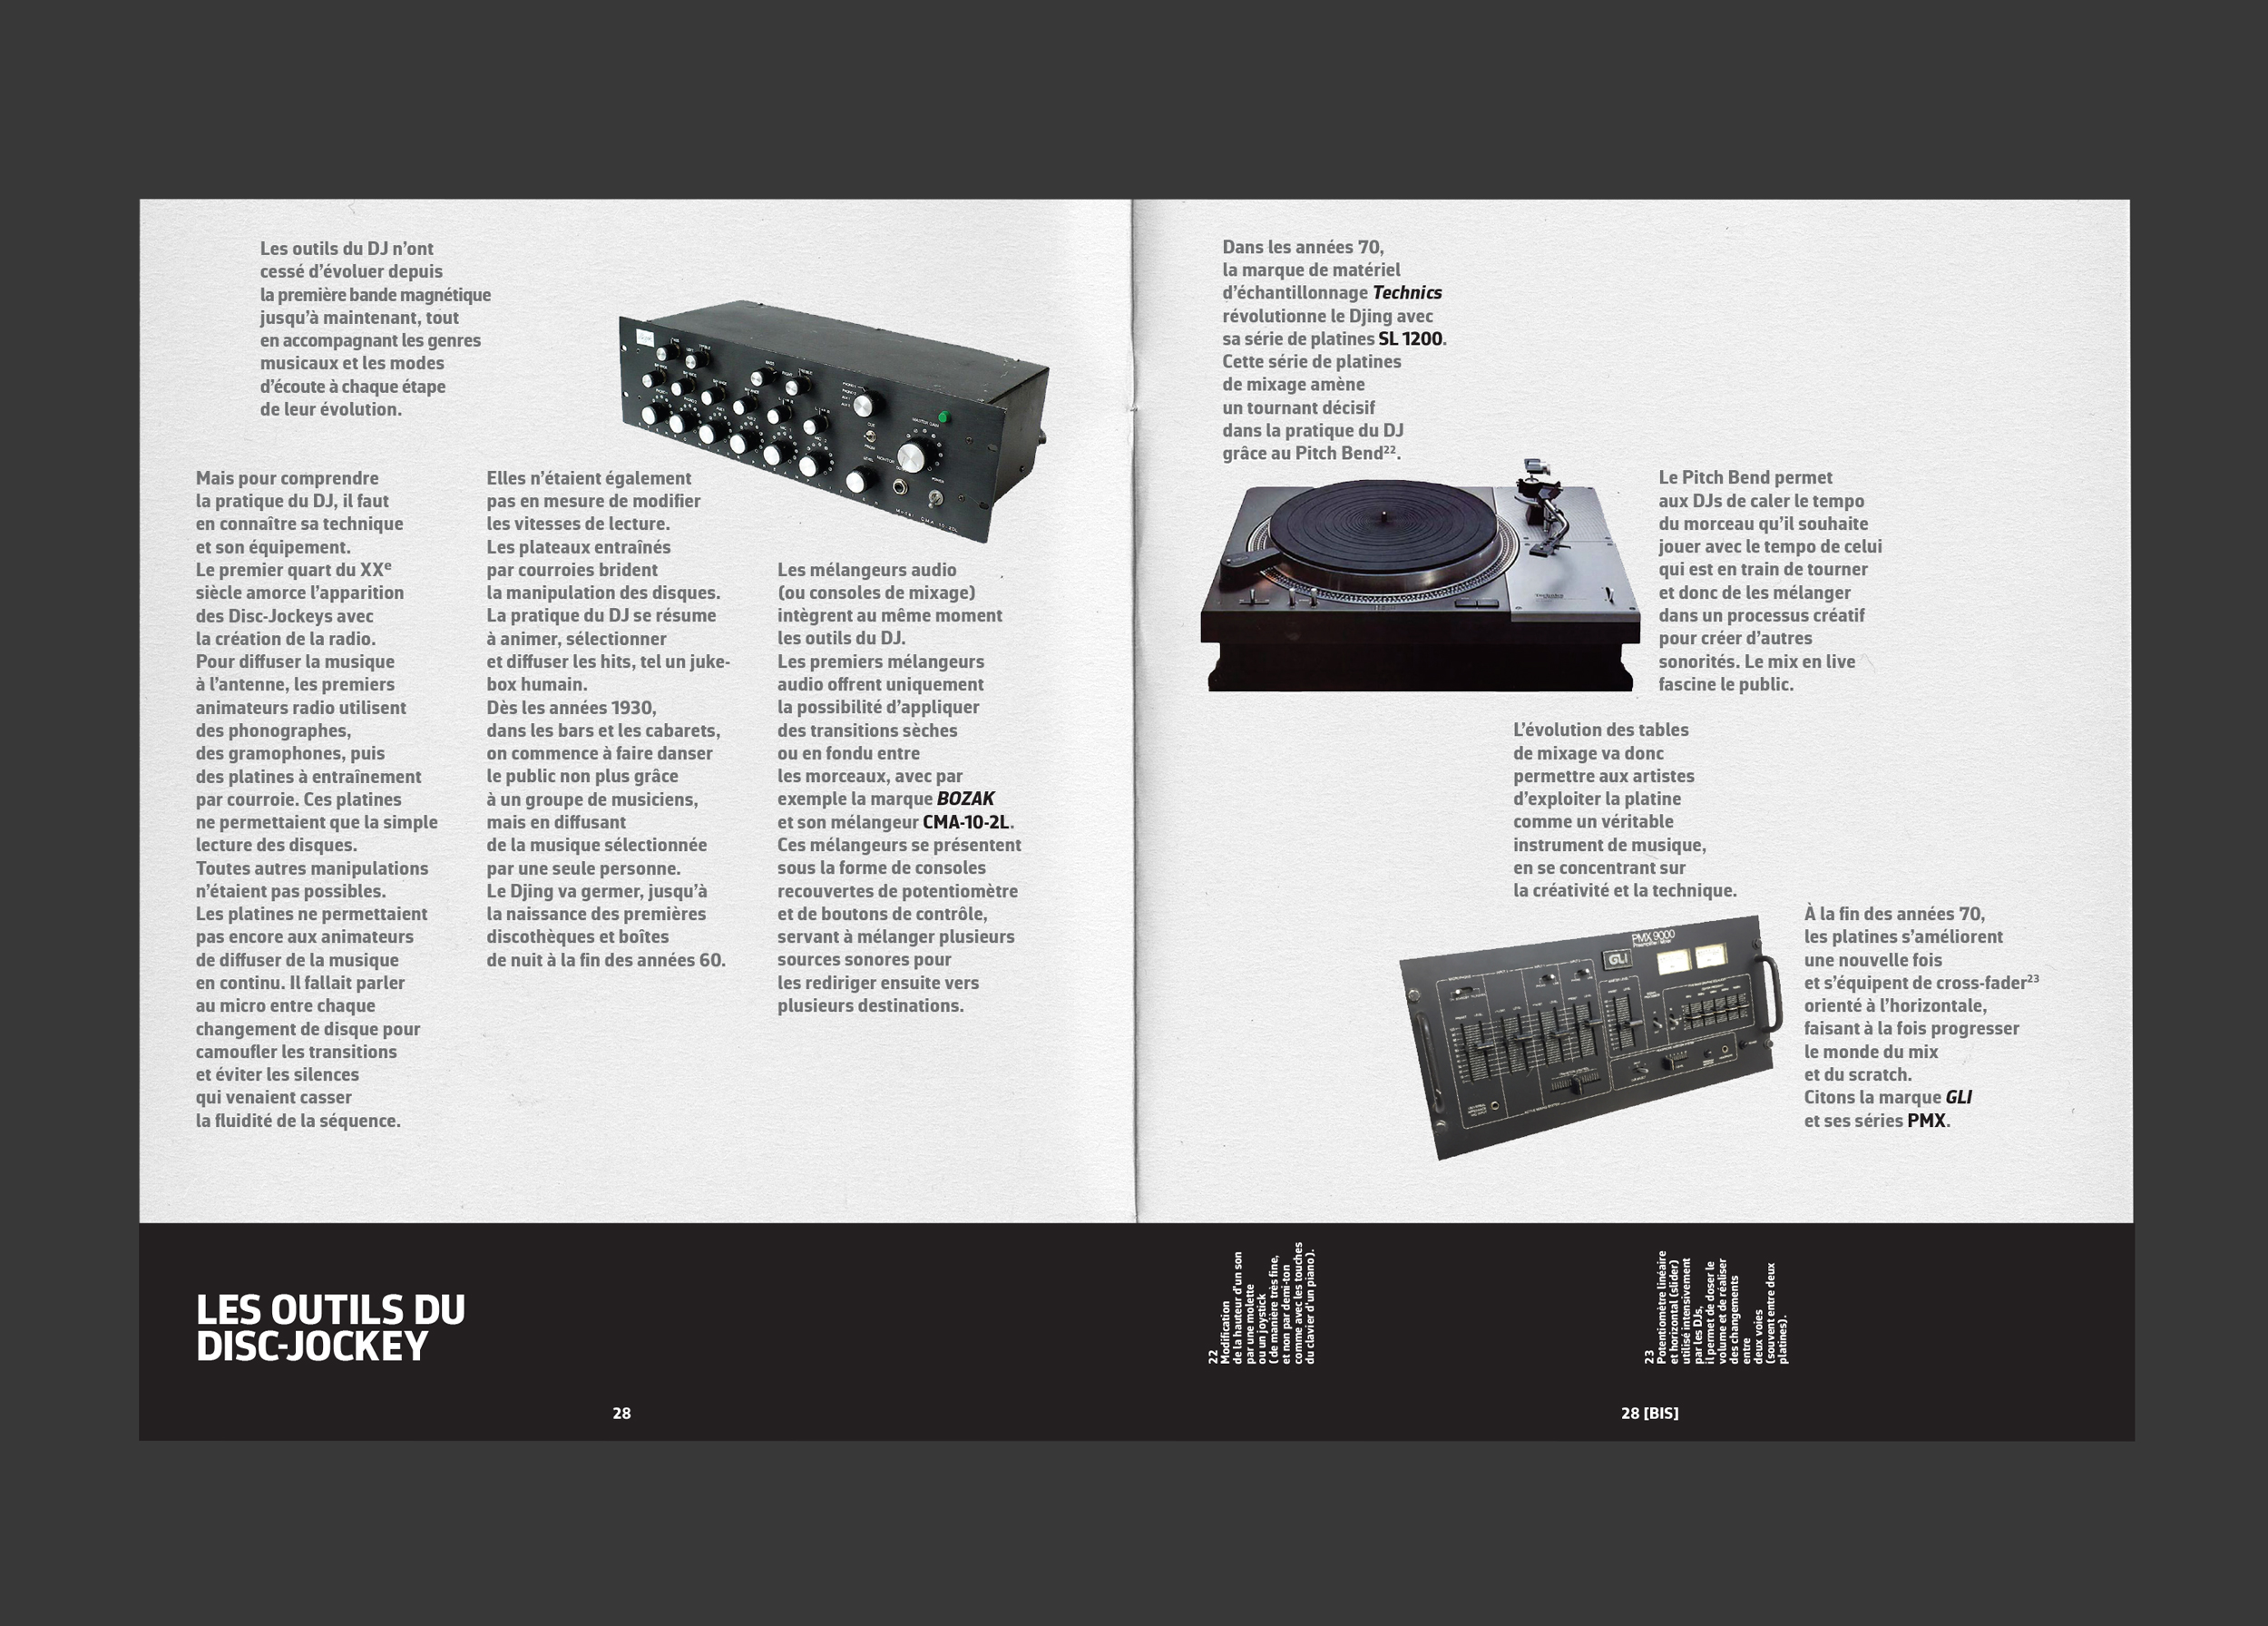 Les outils du DJ n’ont
cessé d’évoluer depuis
la première bande magnétique
jusqu’à maintenant, tout
en accompagnant les genres
musicaux et les modes
d’écoute à chaque étape
de leur évolution.
Mais pour comprendre
la pratique du DJ, il faut
en connaître sa technique
et son équipement.
Le premier quart du XXe
siècle amorce l’apparition
des Disc-Jockeys avec
la création de la radio.
Pour diffuser la musique
à l’antenne, les premiers
animateurs radio utilisent
des phonographes,
des gramophones, puis
des platines à entraînement
par courroie. Ces platines
ne permettaient que la simple
lecture des disques.
Toutes autres manipulations
n’étaient pas possibles.
Les platines ne permettaient
pas encore aux animateurs
de diffuser de la musique
en continu. Il fallait parler
au micro entre chaque
changement de disque pour
camoufler les transitions
et éviter les silences
qui venaient casser
la fluidité de la séquence.
Elles n’étaient également
pas en mesure de modifier
les vitesses de lecture.
Les plateaux entraînés
par courroies brident
la manipulation des disques.
La pratique du DJ se résume
à animer, sélectionner
et diffuser les hits, tel un juke-
box humain.
Dès les années 1930,
dans les bars et les cabarets,
on commence à faire danser
le public non plus grâce
à un groupe de musiciens,
mais en diffusant
de la musique sélectionnée
par une seule personne.
Le Djing va germer, jusqu’à
la naissance des premières
discothèques et boîtes
de nuit à la fin des années 60.
Les mélangeurs audio
(ou consoles de mixage)
intègrent au même moment
les outils du DJ.
Les premiers mélangeurs
audio offrent uniquement
la possibilité d’appliquer
des transitions sèches
ou en fondu entre
les morceaux, avec par
exemple la marque BOZAK
et son mélangeur CMA-10-2L.
Ces mélangeurs se présentent
sous la forme de consoles
recouvertes de potentiomètre
et de boutons de contrôle,
servant à mélanger plusieurs
sources sonores pour
les rediriger ensuite vers
plusieurs destinations.
Dans les années 70,
la marque de matériel
d’échantillonnage Technics
révolutionne le Djing avec
sa série de platines SL 1200.
Cette série de platines
de mixage amène
un tournant décisif
dans la pratique du DJ
grâce au Pitch Bend22.
Le Pitch Bend permet
aux DJs de caler le tempo
du morceau qu’il souhaite
jouer avec le tempo de celui
qui est en train de tourner
et donc de les mélanger
dans un processus créatif
pour créer d’autres
sonorités. Le mix en live
fascine le public.
L’évolution des tables
de mixage va donc
permettre aux artistes
d’exploiter la platine
comme un véritable
instrument de musique,
en se concentrant sur
la créativité et la technique.
PMX 9000
GLI
À la fin des années 70,
les platines s’améliorent
une nouvelle fois
et s’équipent de cross-fader23
orienté à l’horizontale,
faisant à la fois progresser
le monde du mix
et du scratch.
Citons la marque GLI
et ses séries PMX.
LES OUTILS DU
DISC-JOCKEY
28
22
Modification
de la hauteur d’un son
par une molette
ou un joystick
(de manière très fine,
et non par demi-ton
comme avec les touches
du clavier d’un piano).
23
Potentiomètre linéaire
et horizontal (slider)
utilisé intensivement
par les DJs,
il permet de doser le
volume et de réaliser
des changements
entre
deux voies
(souvent entre deux
platines).
28 [BIS]